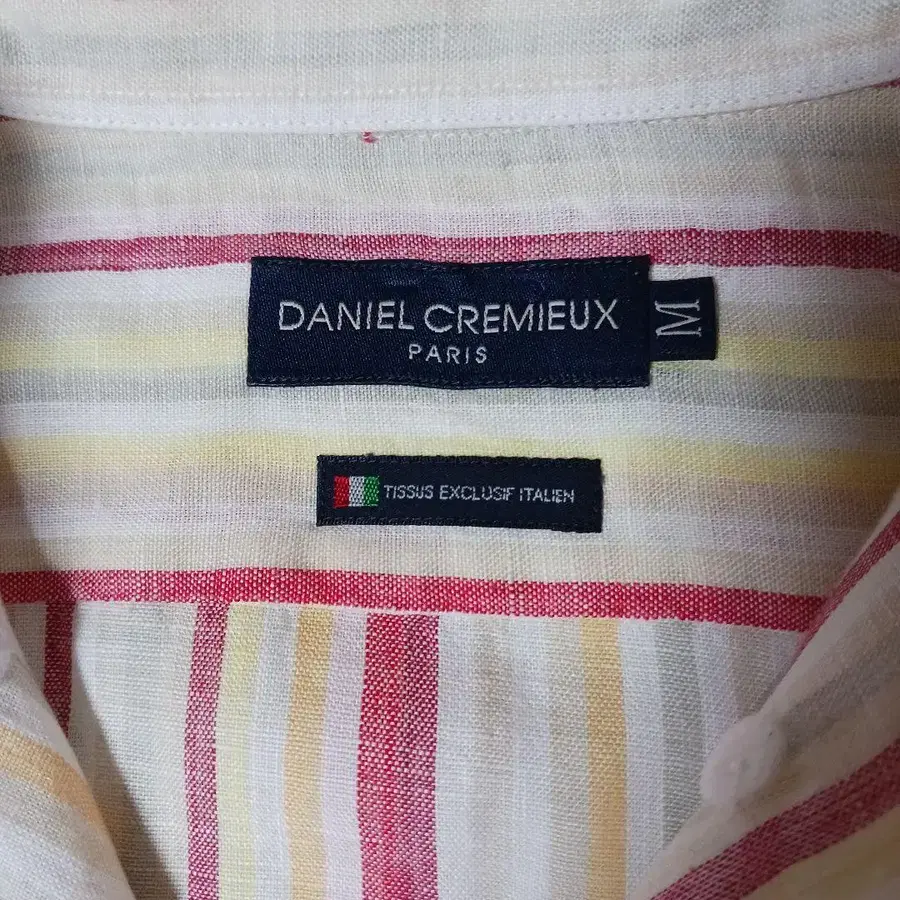 DANIEL CREMIEUX
PARIS
M
TISSUS EXCLUSIF ITALIEN